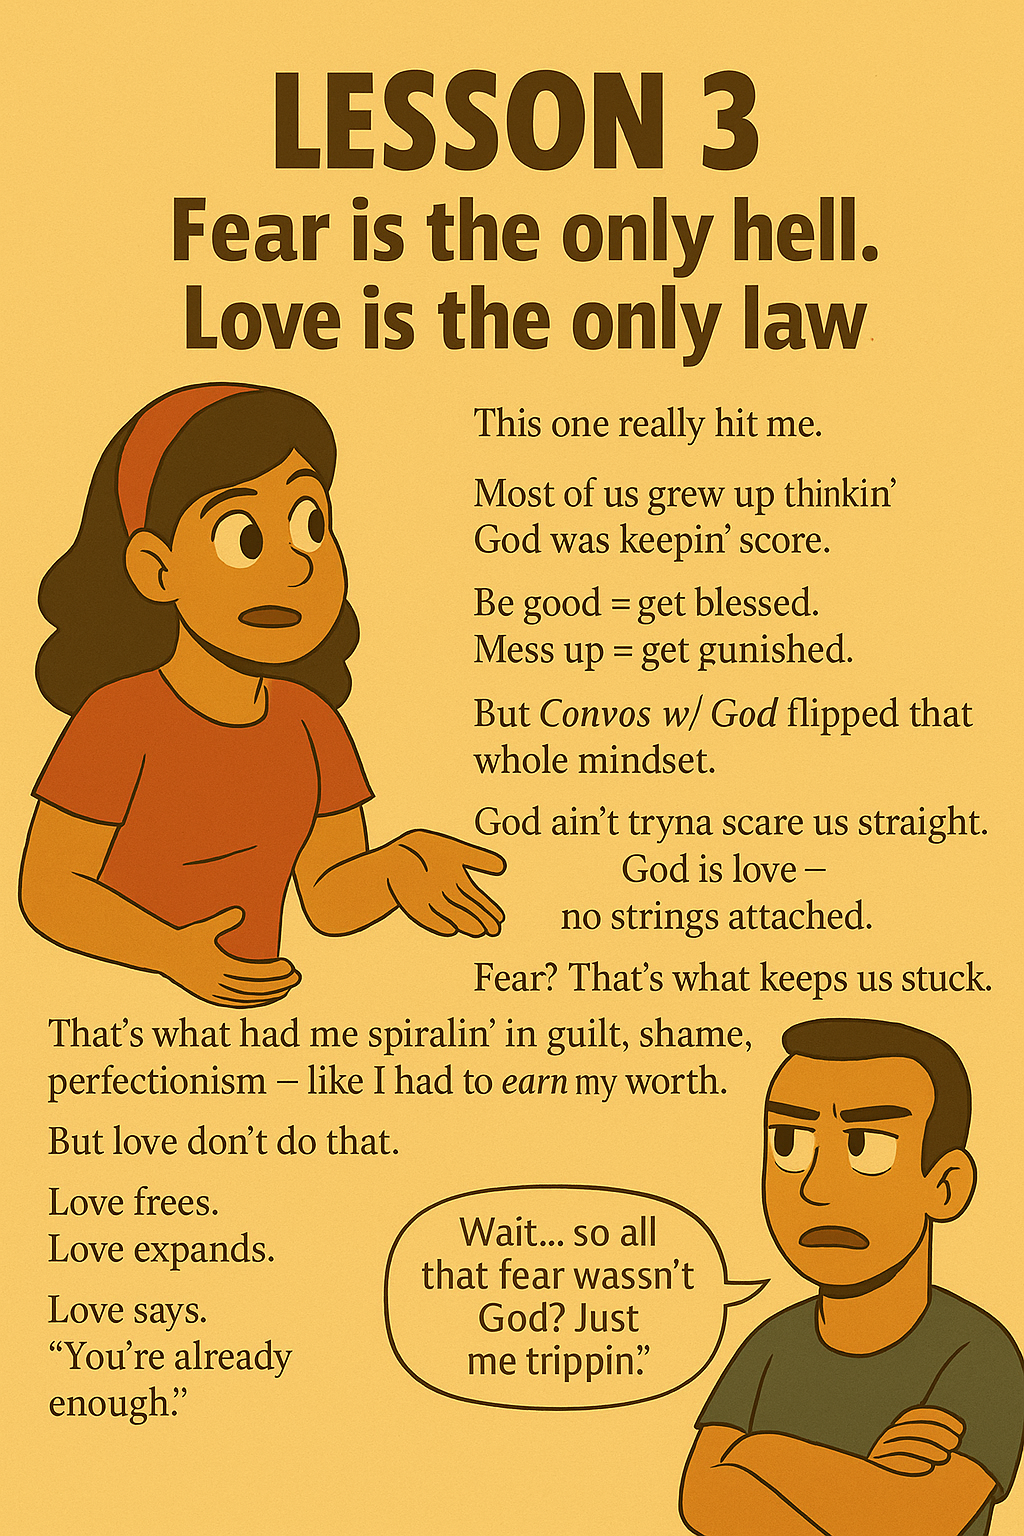 LESSON 3
Fear is the only hell.
Love is the only law
This one really hit me.
Most of us grew up thinkin’
God was keepin’ score.
Be good = get blessed.
Mess up = get gunished.
But Convos w/ God flipped that
whole mindset.
God ain’t tryna scare us straight.
God is love –
no strings attached.
Fear? That’s what keeps us stuck.
That’s what had me spiralin’ in guilt, shame,
perfectionism – like I had to earn my worth.
But love don’t do that.
Love frees.
Love expands.
Love says.
“You’re already
enough.”
Wait... so all
that fear wassn’t
God? Just
me trippin.”